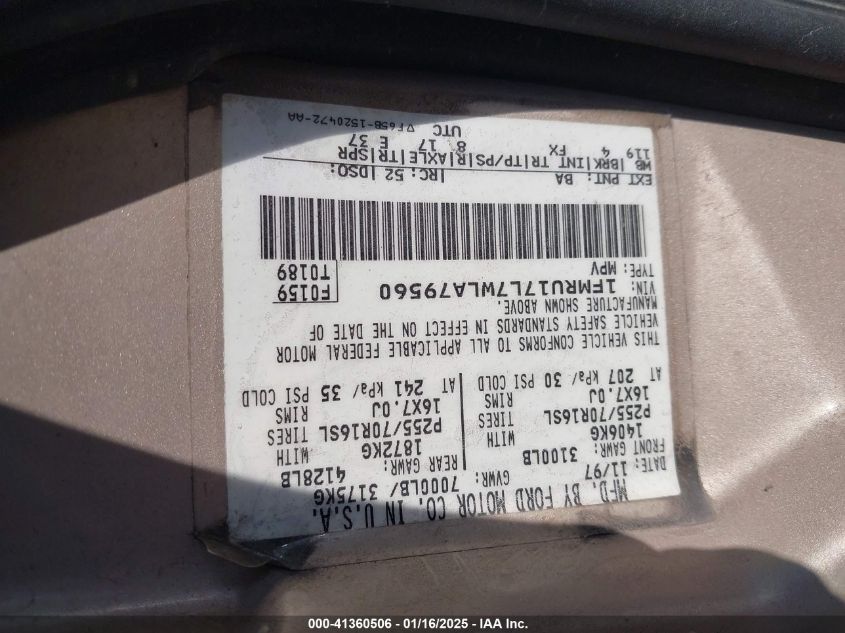 MFD. BY FORD MOTOR CO. IN U.S.A.
DATE: 11/97 GVWR: 7000LB/ 3175KG
FRONT GAWR: 3100LB REAR GAWR: 4128LB
1406KG WITH 1872KG WITH
P255/70R16SL TIRES P255/70R16SL TIRES
16X7.0J RIMS 16X7.0J RIMS
AT 207 kPa/ 30 PSI COLD AT 241 kPa/ 35 PSI COLD
THIS VEHICLE CONFORMS TO ALL APPLICABLE FEDERAL MOTOR
VEHICLE SAFETY STANDARDS IN EFFECT ON THE DATE OF
MANUFACTURE SHOWN ABOVE.
VIN: 1FMRU17L7WLA79560 F0159
TYPE: MPV T0189
EXT PNT: BA |RC: 52 |DSO:
WB |BRK|INT TR|TP/PS|R|AXLE|TR|SPR
119 4 FX 8 17 E 37
UTC ▽F65B-1520472-AA
000-41360506 - 01/16/2025 - IAA Inc.